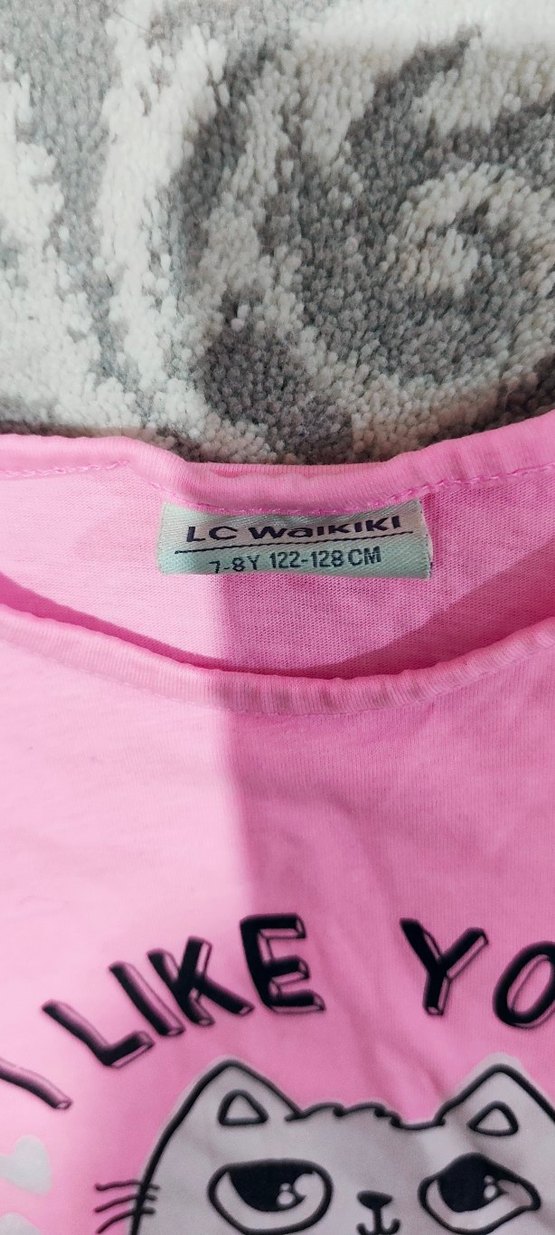 LC Waikiki
7-8Y 122-128 CM
I LIKE YO